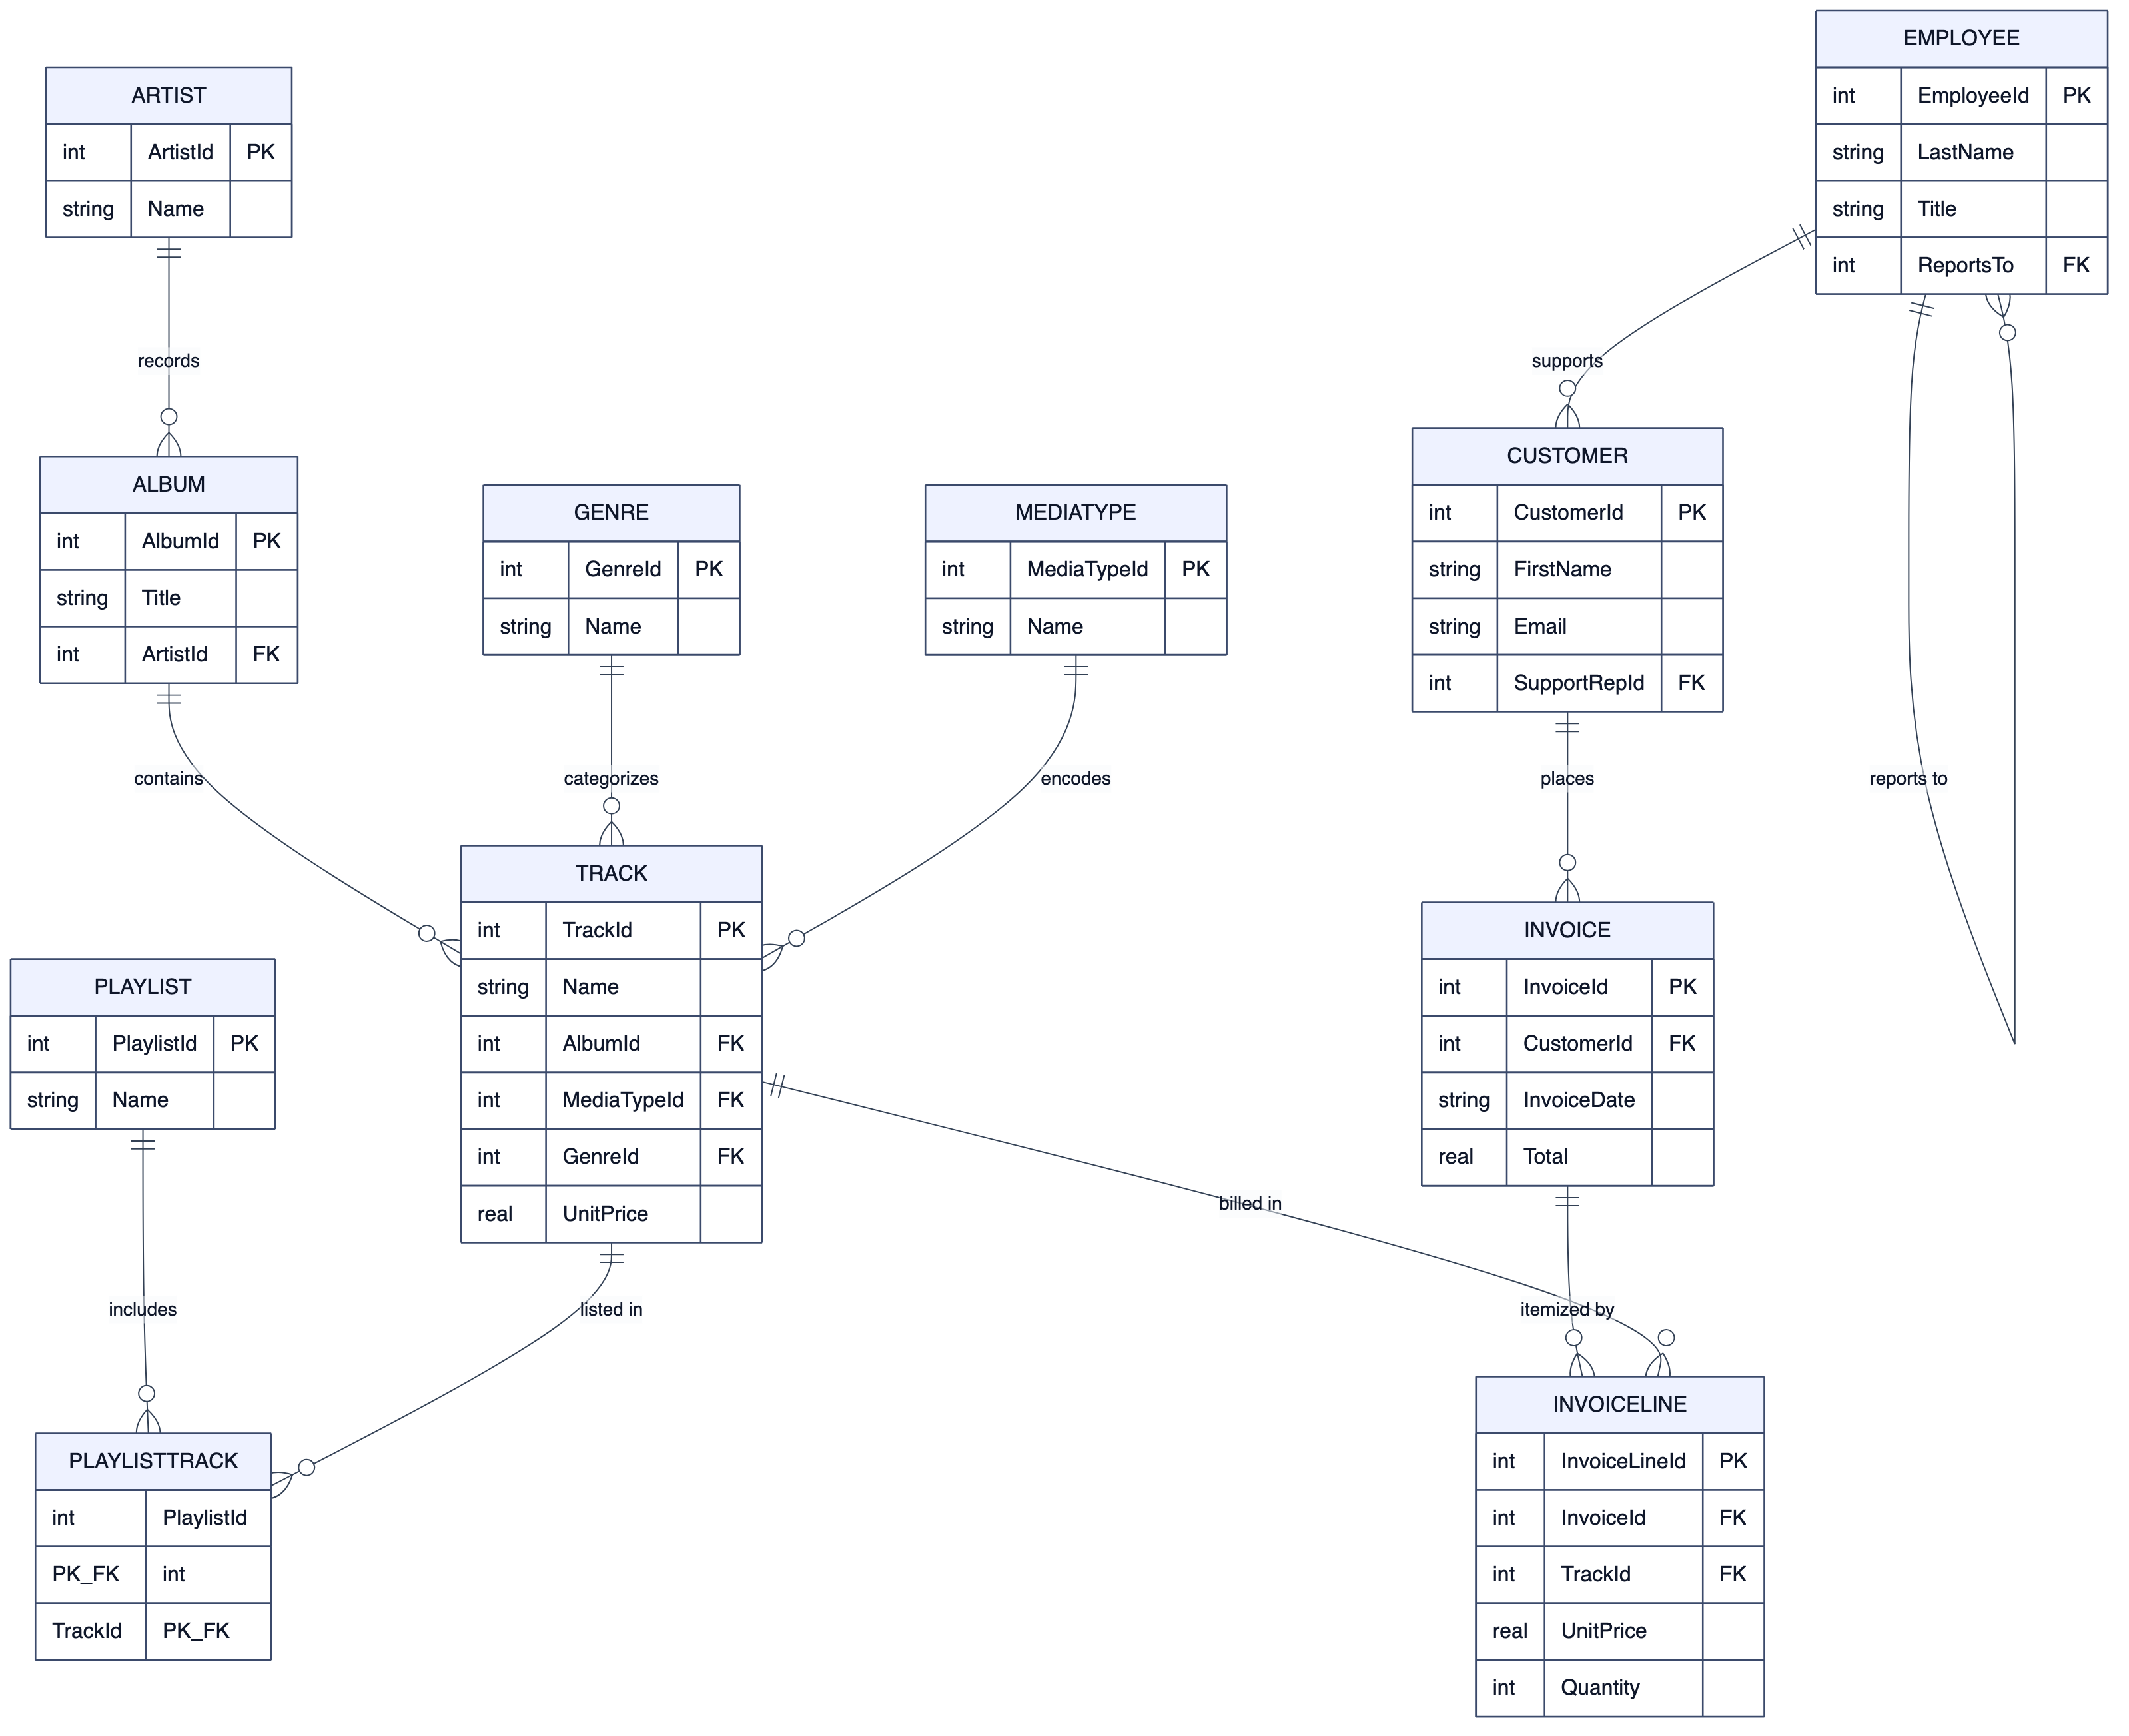 EMPLOYEE
int EmployeeId PK
string LastName
string Title
int ReportsTo FK
ARTIST
int ArtistId PK
string Name
records
supports
reports to
ALBUM
int AlbumId PK
string Title
int ArtistId FK
GENRE
int GenreId PK
string Name
MEDIATYPE
int MediaTypeId PK
string Name
CUSTOMER
int CustomerId PK
string FirstName
string Email
int SupportRepId FK
contains
categorizes
encodes
places
TRACK
int TrackId PK
string Name
int AlbumId FK
int MediaTypeId FK
int GenreId FK
real UnitPrice
PLAYLIST
int PlaylistId PK
string Name
INVOICE
int InvoiceId PK
int CustomerId FK
string InvoiceDate
real Total
billed in
includes
listed in
itemized by
PLAYLISTTRACK
int PlaylistId
PK_FK int
TrackId PK_FK
INVOICELINE
int InvoiceLineId PK
int InvoiceId FK
int TrackId FK
real UnitPrice
int Quantity